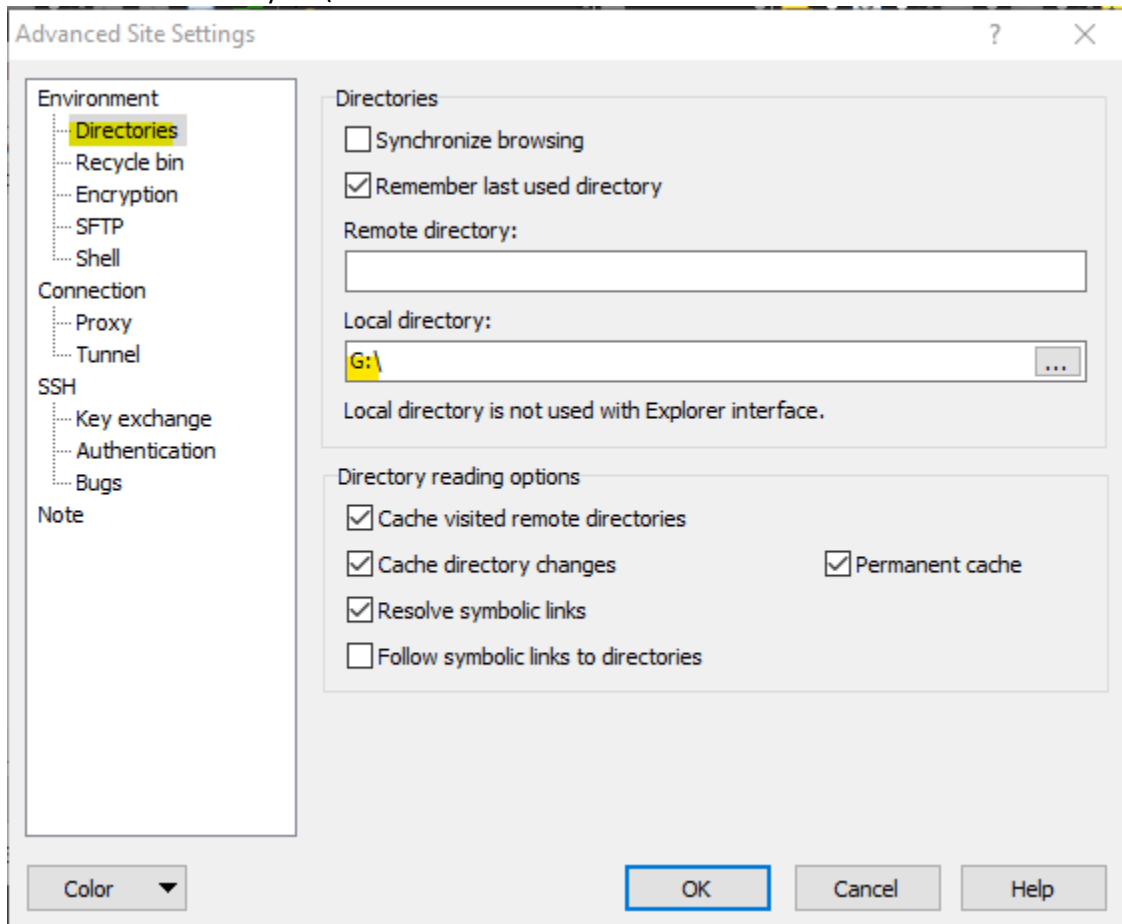 Advanced Site Settings
?
Environment
Directories
Recycle bin
Encryption
SFTP
Shell
Connection
Proxy
Tunnel
SSH
Key exchange
Authentication
Bugs
Note
Directories
Synchronize browsing
Remember last used directory
Remote directory:
Local directory:
G:\
...
Local directory is not used with Explorer interface.
Directory reading options
Cache visited remote directories
Cache directory changes
Permanent cache
Resolve symbolic links
Follow symbolic links to directories
Color
OK
Cancel
Help